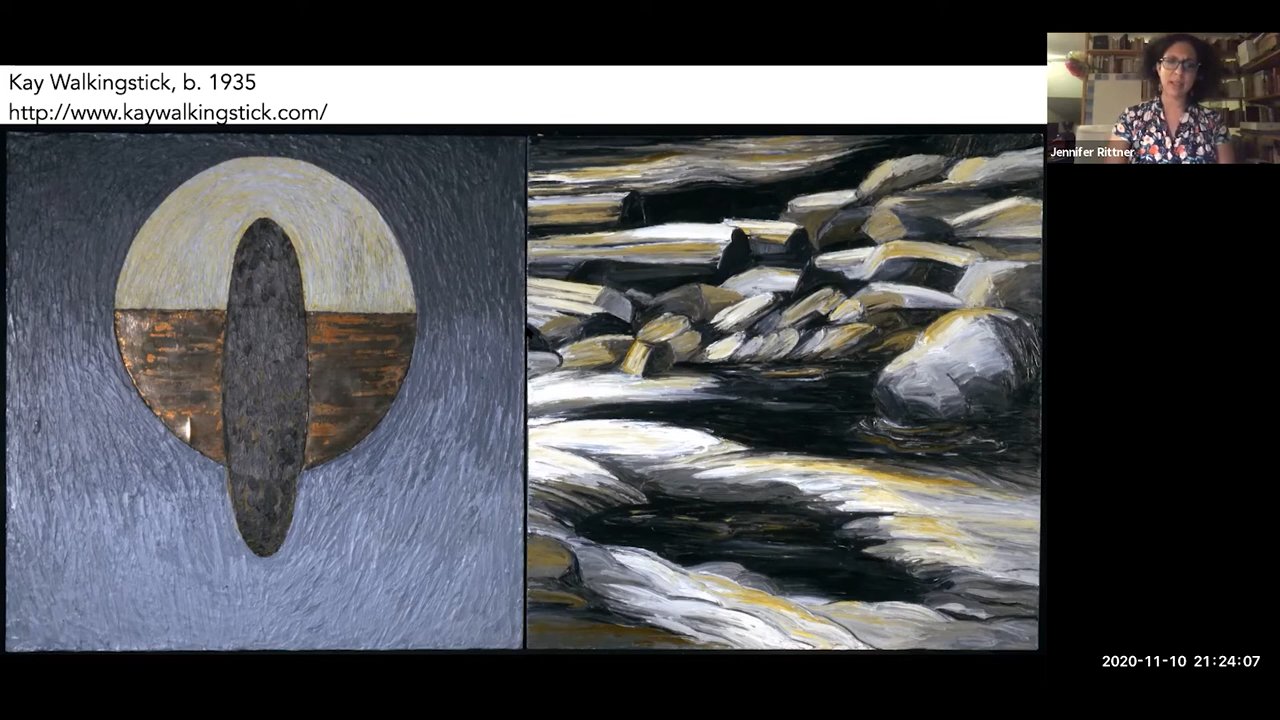 Kay Walkingstick, b. 1935
http://www.kaywalkingstick.com/
Jennifer Rittner
2020-11-10 21:24:07